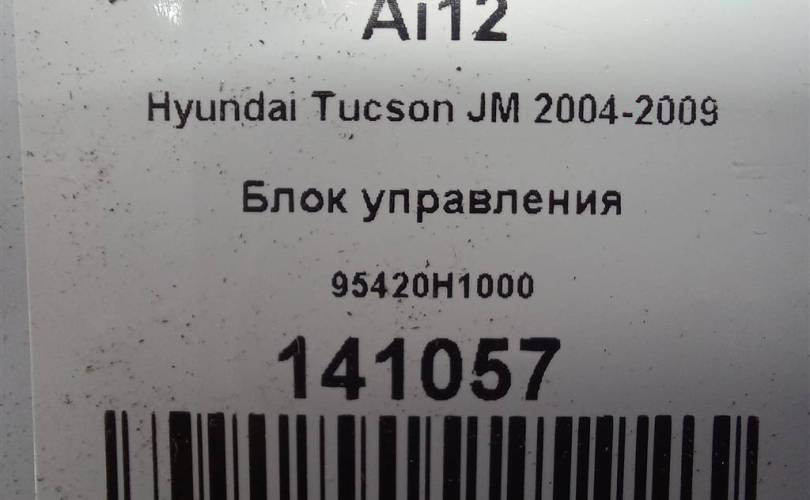 Ai12
Hyundai Tucson JM 2004-2009
Блок управления
95420H1000
141057